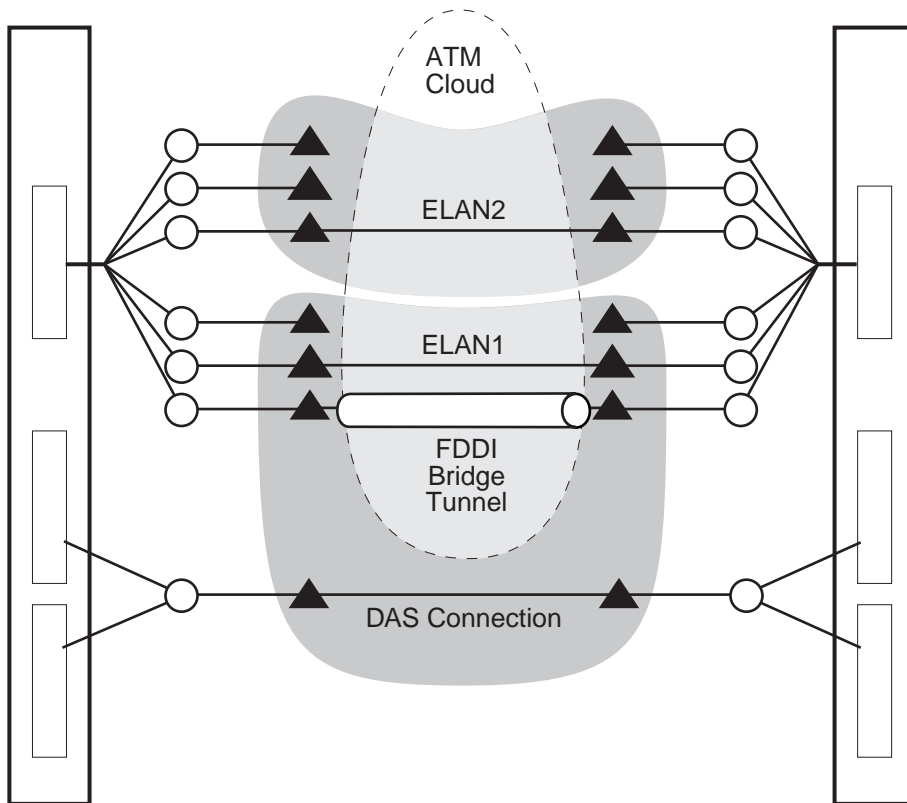 ATM
Cloud
ELAN2
ELAN1
FDDI
Bridge
Tunnel
DAS Connection